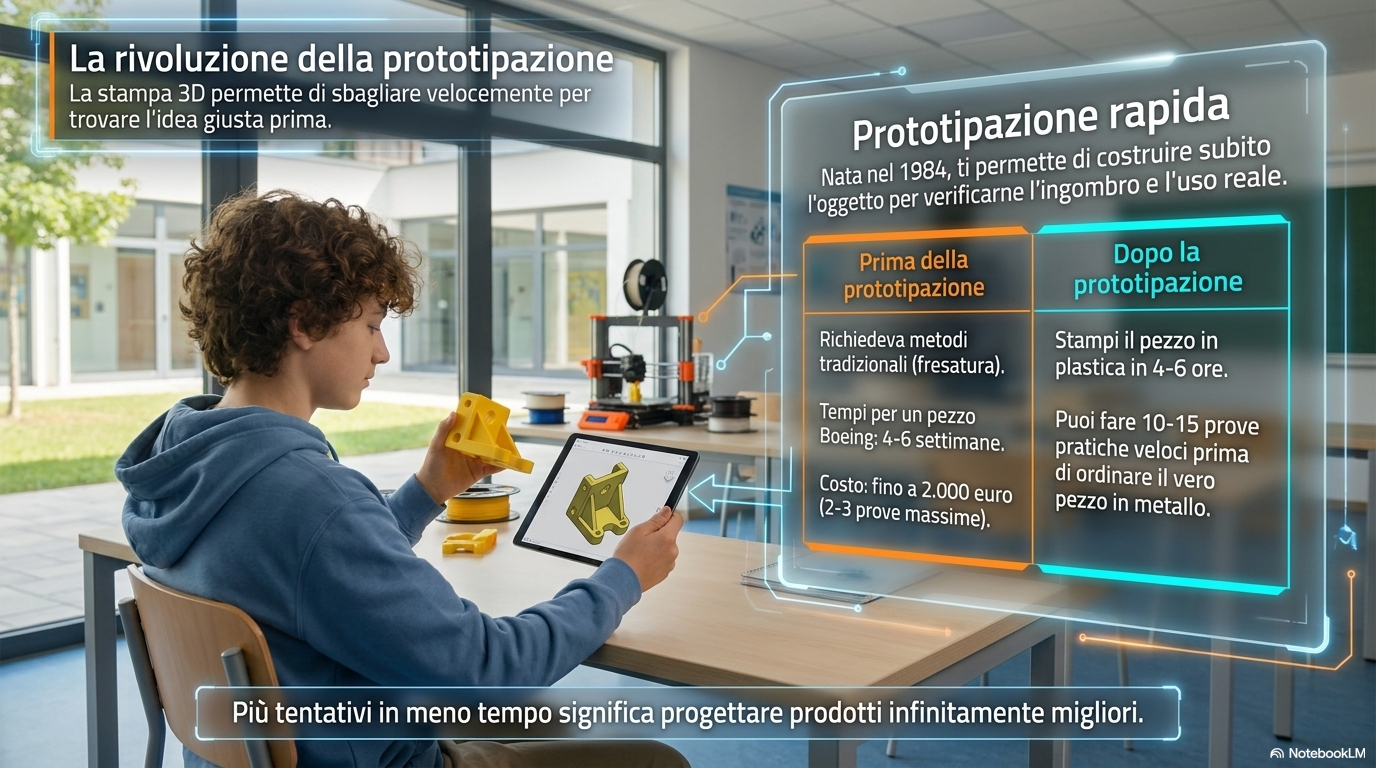 La rivoluzione della prototipazione
La stampa 3D permette di sbagliare velocemente per
trovare l'idea giusta prima.
Prototipazione rapida
Nata nel 1984, ti permette di costruire subito
l'oggetto per verificarne l'ingombro e l'uso reale.
Prima della
prototipazione
Richiedeva metodi
tradizionali (fresatura).
Tempi per un pezzo
Boeing: 4-6 settimane.
Costo: fino a 2.000 euro
(2-3 prove massime).
Dopo la
prototipazione
Stampi il pezzo in
plastica in 4-6 ore.
Puoi fare 10-15 prove
pratiche veloci prima
di ordinare il vero
pezzo in metallo.
Più tentativi in meno tempo significa progettare prodotti infinitamente migliori.
NotebookLM